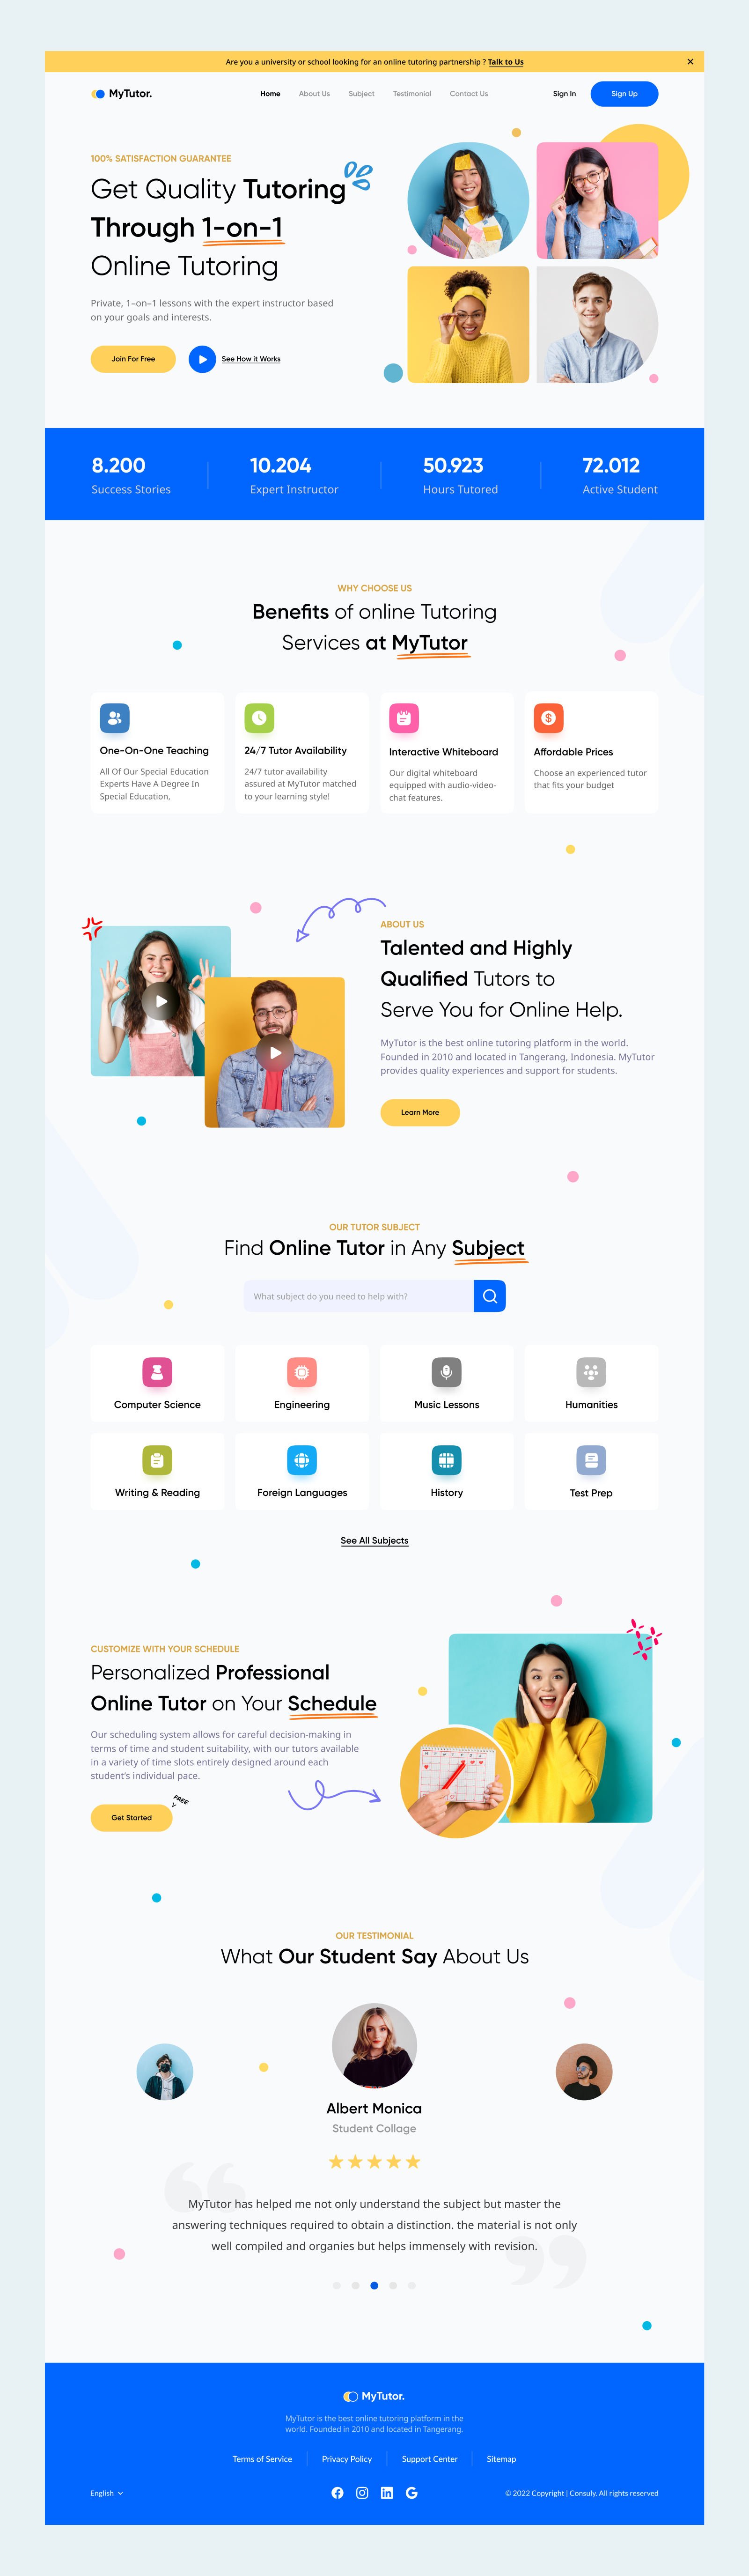 Are you a university or school looking for an online tutoring partnership ? Talk to Us
MyTutor.
Home
About Us
Subject
Testimonial
Contact Us
Sign In
Sign Up
100% SATISFACTION GUARANTEE
Get Quality Tutoring
Through 1-on-1
Online Tutoring
Private, 1–on–1 lessons with the expert instructor based
on your goals and interests.
Join For Free
See How it Works
8.200
Success Stories
10.204
Expert Instructor
50.923
Hours Tutored
72.012
Active Student
WHY CHOOSE US
Benefits of online Tutoring
Services at MyTutor
One-On-One Teaching
All Of Our Special Education
Experts Have A Degree In
Special Education,
24/7 Tutor Availability
24/7 tutor availability
assured at MyTutor matched
to your learning style!
Interactive Whiteboard
Our digital whiteboard
equipped with audio-video-
chat features.
Affordable Prices
Choose an experienced tutor
that fits your budget
ABOUT US
Talented and Highly
Qualified Tutors to
Serve You for Online Help.
MyTutor is the best online tutoring platform in the world.
Founded in 2010 and located in Tangerang, Indonesia. MyTutor
provides quality experiences and support for students.
Learn More
OUR TUTOR SUBJECT
Find Online Tutor in Any Subject
What subject do you need to help with?
Computer Science
Engineering
Music Lessons
Humanities
Writing & Reading
Foreign Languages
History
Test Prep
See All Subjects
CUSTOMIZE WITH YOUR SCHEDULE
Personalized Professional
Online Tutor on Your Schedule
Our scheduling system allows for careful decision-making in
terms of time and student suitability, with our tutors available
in a variety of time slots entirely designed around each
student's individual pace.
FREE
Get Started
OUR TESTIMONIAL
What Our Student Say About Us
Albert Monica
Student Collage
MyTutor has helped me not only understand the subject but master the
answering techniques required to obtain a distinction. the material is not only
well compiled and organies but helps immensely with revision.
MyTutor.
MyTutor is the best online tutoring platform in the
world. Founded in 2010 and located in Tangerang.
Terms of Service
Privacy Policy
Support Center
Sitemap
English
© 2022 Copyright | Consuly. All rights reserved